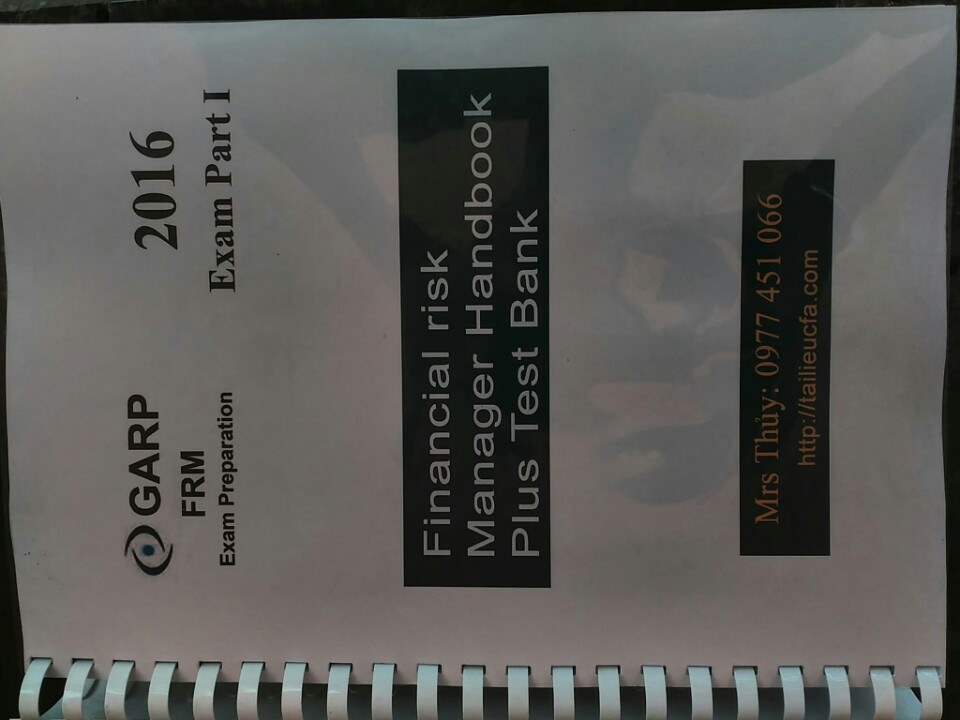 GARP
FRM
Exam Preparation
2016
Exam Part I
Financial risk
Manager Handbook
Plus Test Bank
Mrs Thủy: 0977 451 066
http://tailieucfa.com